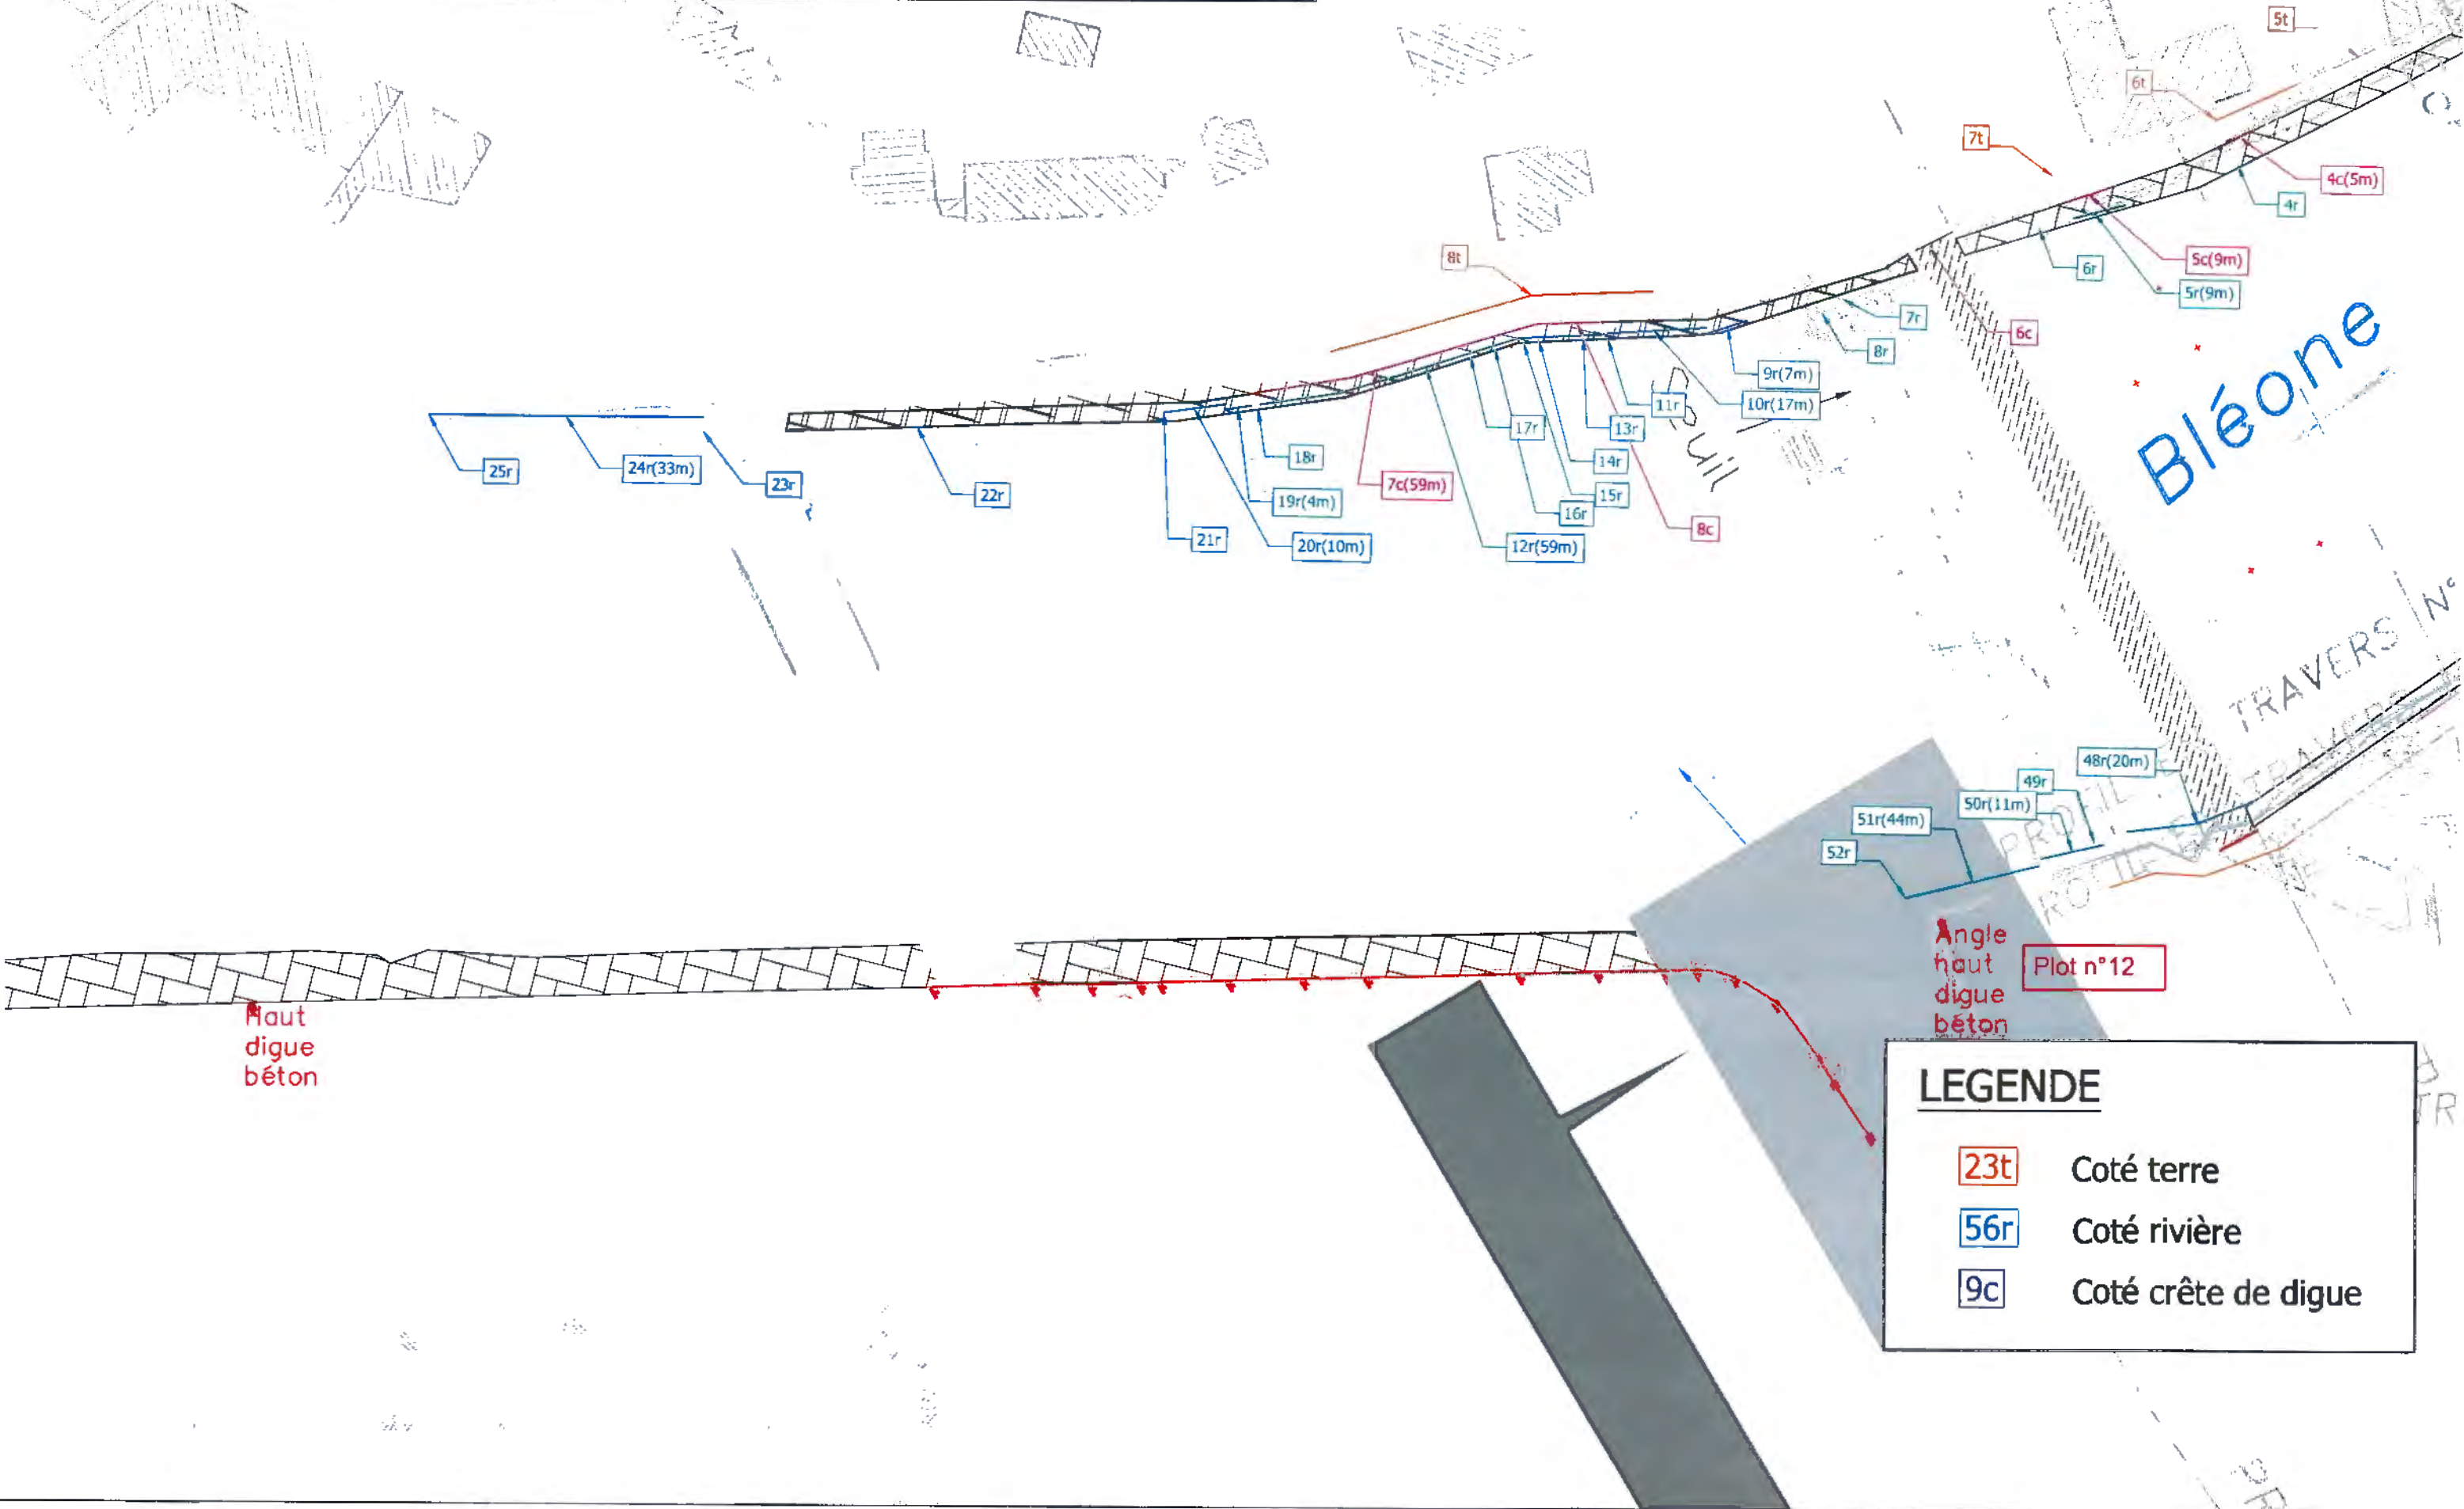 5t
6t
7t
4c(5m)
4r
8t
5c(9m)
6r
5r(9m)
7r
6c
8r
9r(7m)
10r(17m)
11r
Bléone
Seuil
17r
13r
18r
14r
25r
24r(33m)
23r
22r
19r(4m)
7c(59m)
15r
16r
8c
21r
20r(10m)
12r(59m)
TRAVERS N°
TRAVERS
48r(20m)
49r
50r(11m)
51r(44m)
52r
PROFIL
Angle
haut
digue
béton
Plot n°12
Haut
digue
béton
LEGENDE
23t Coté terre
56r Coté rivière
9c Coté crête de digue